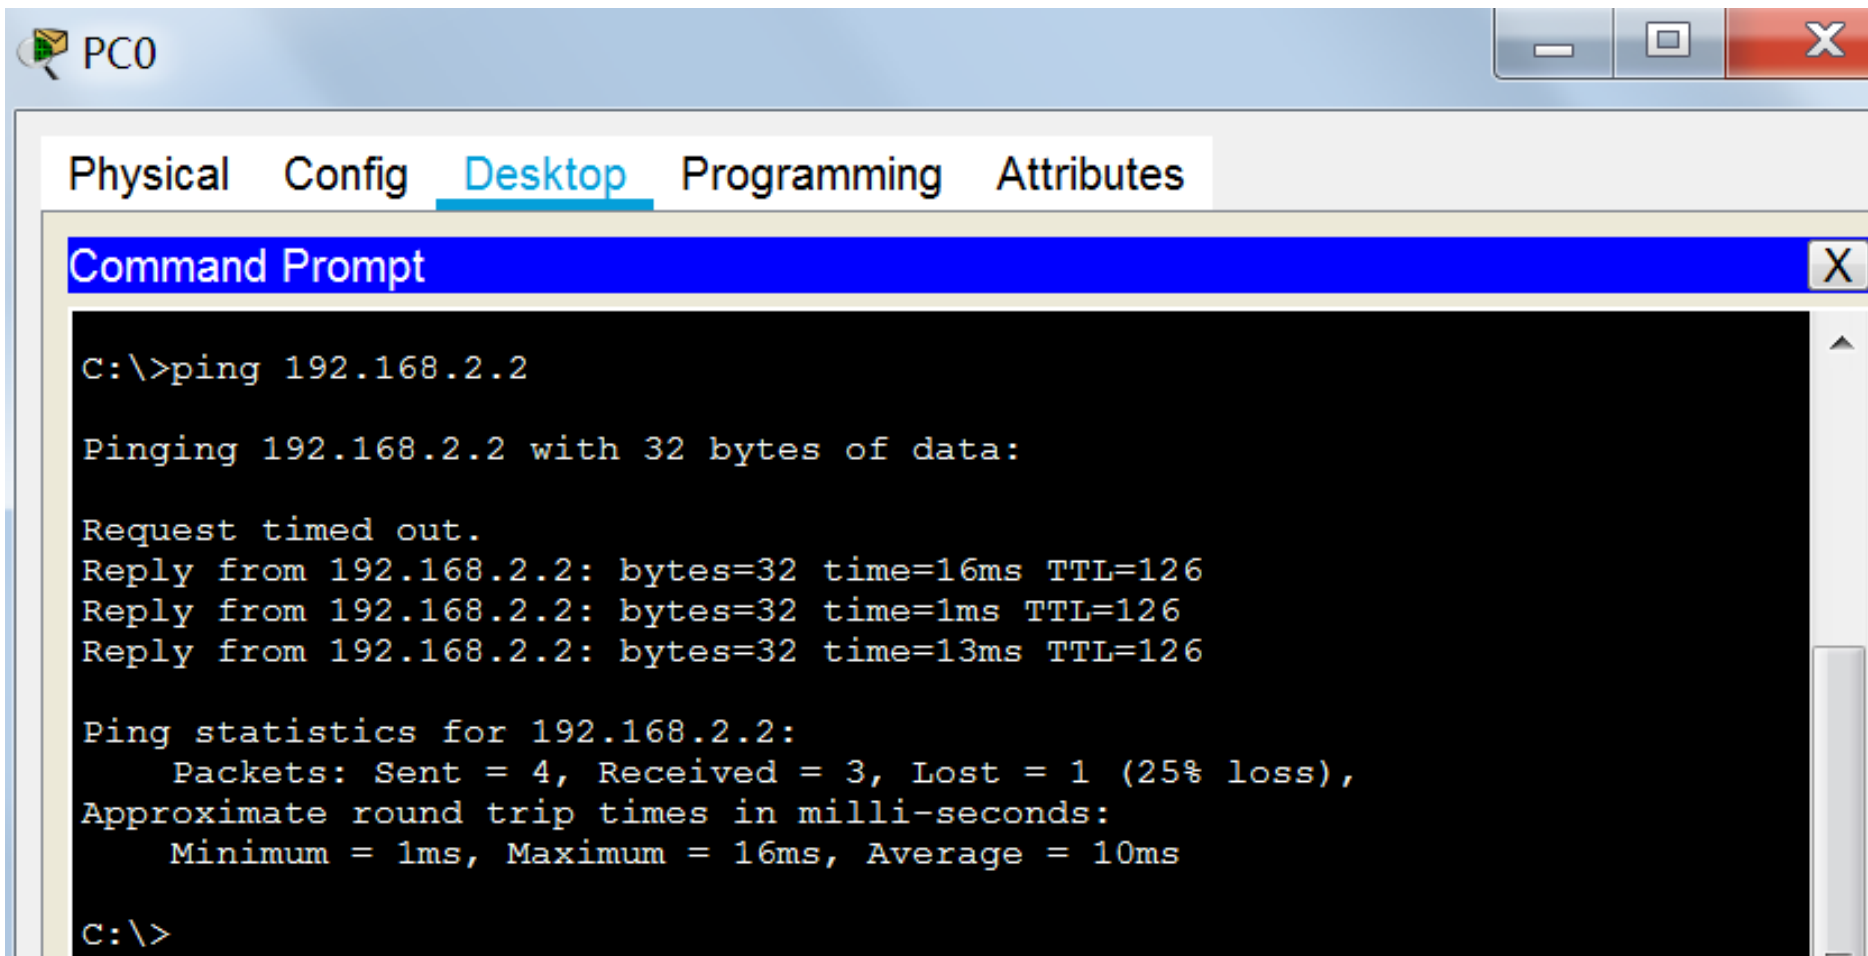 PC0
Physical Config Desktop Programming Attributes
Command Prompt
X
C:\>ping 192.168.2.2
Pinging 192.168.2.2 with 32 bytes of data:
Request timed out.
Reply from 192.168.2.2: bytes=32 time=16ms TTL=126
Reply from 192.168.2.2: bytes=32 time=1ms TTL=126
Reply from 192.168.2.2: bytes=32 time=13ms TTL=126
Ping statistics for 192.168.2.2:
Packets: Sent = 4, Received = 3, Lost = 1 (25% loss),
Approximate round trip times in milli-seconds:
Minimum = 1ms, Maximum = 16ms, Average = 10ms
C:\>